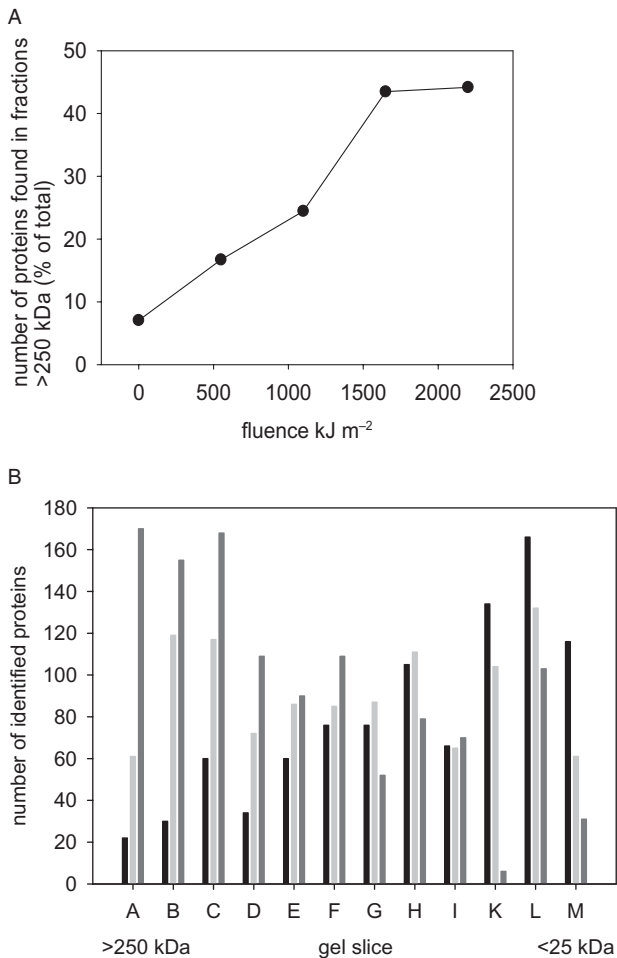 A
number of proteins found in fractions
>250 kDa (% of total)
50
40
30
20
10
0
0 500 1000 1500 2000 2500
fluence kJ m⁻²
B
number of identified proteins
180
160
140
120
100
80
60
40
20
0
A B C D E F G H I K L M
>250 kDa gel slice <25 kDa